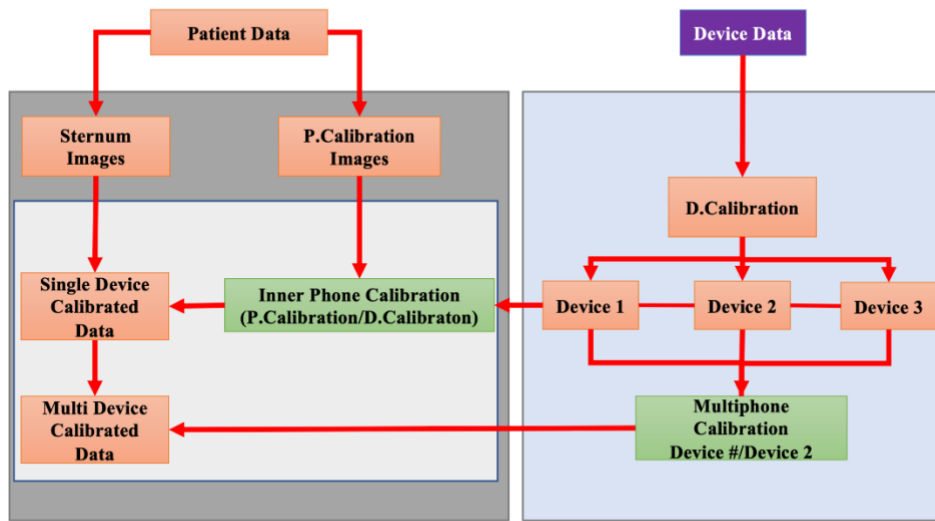 Patient Data
Device Data
Sternum
Images
P.Calibration
Images
D.Calibration
Single Device
Calibrated
Data
Inner Phone Calibration
(P.Calibration/D.Calibraton)
Device 1
Device 2
Device 3
Multi Device
Calibrated
Data
Multiphone
Calibration
Device #/Device 2